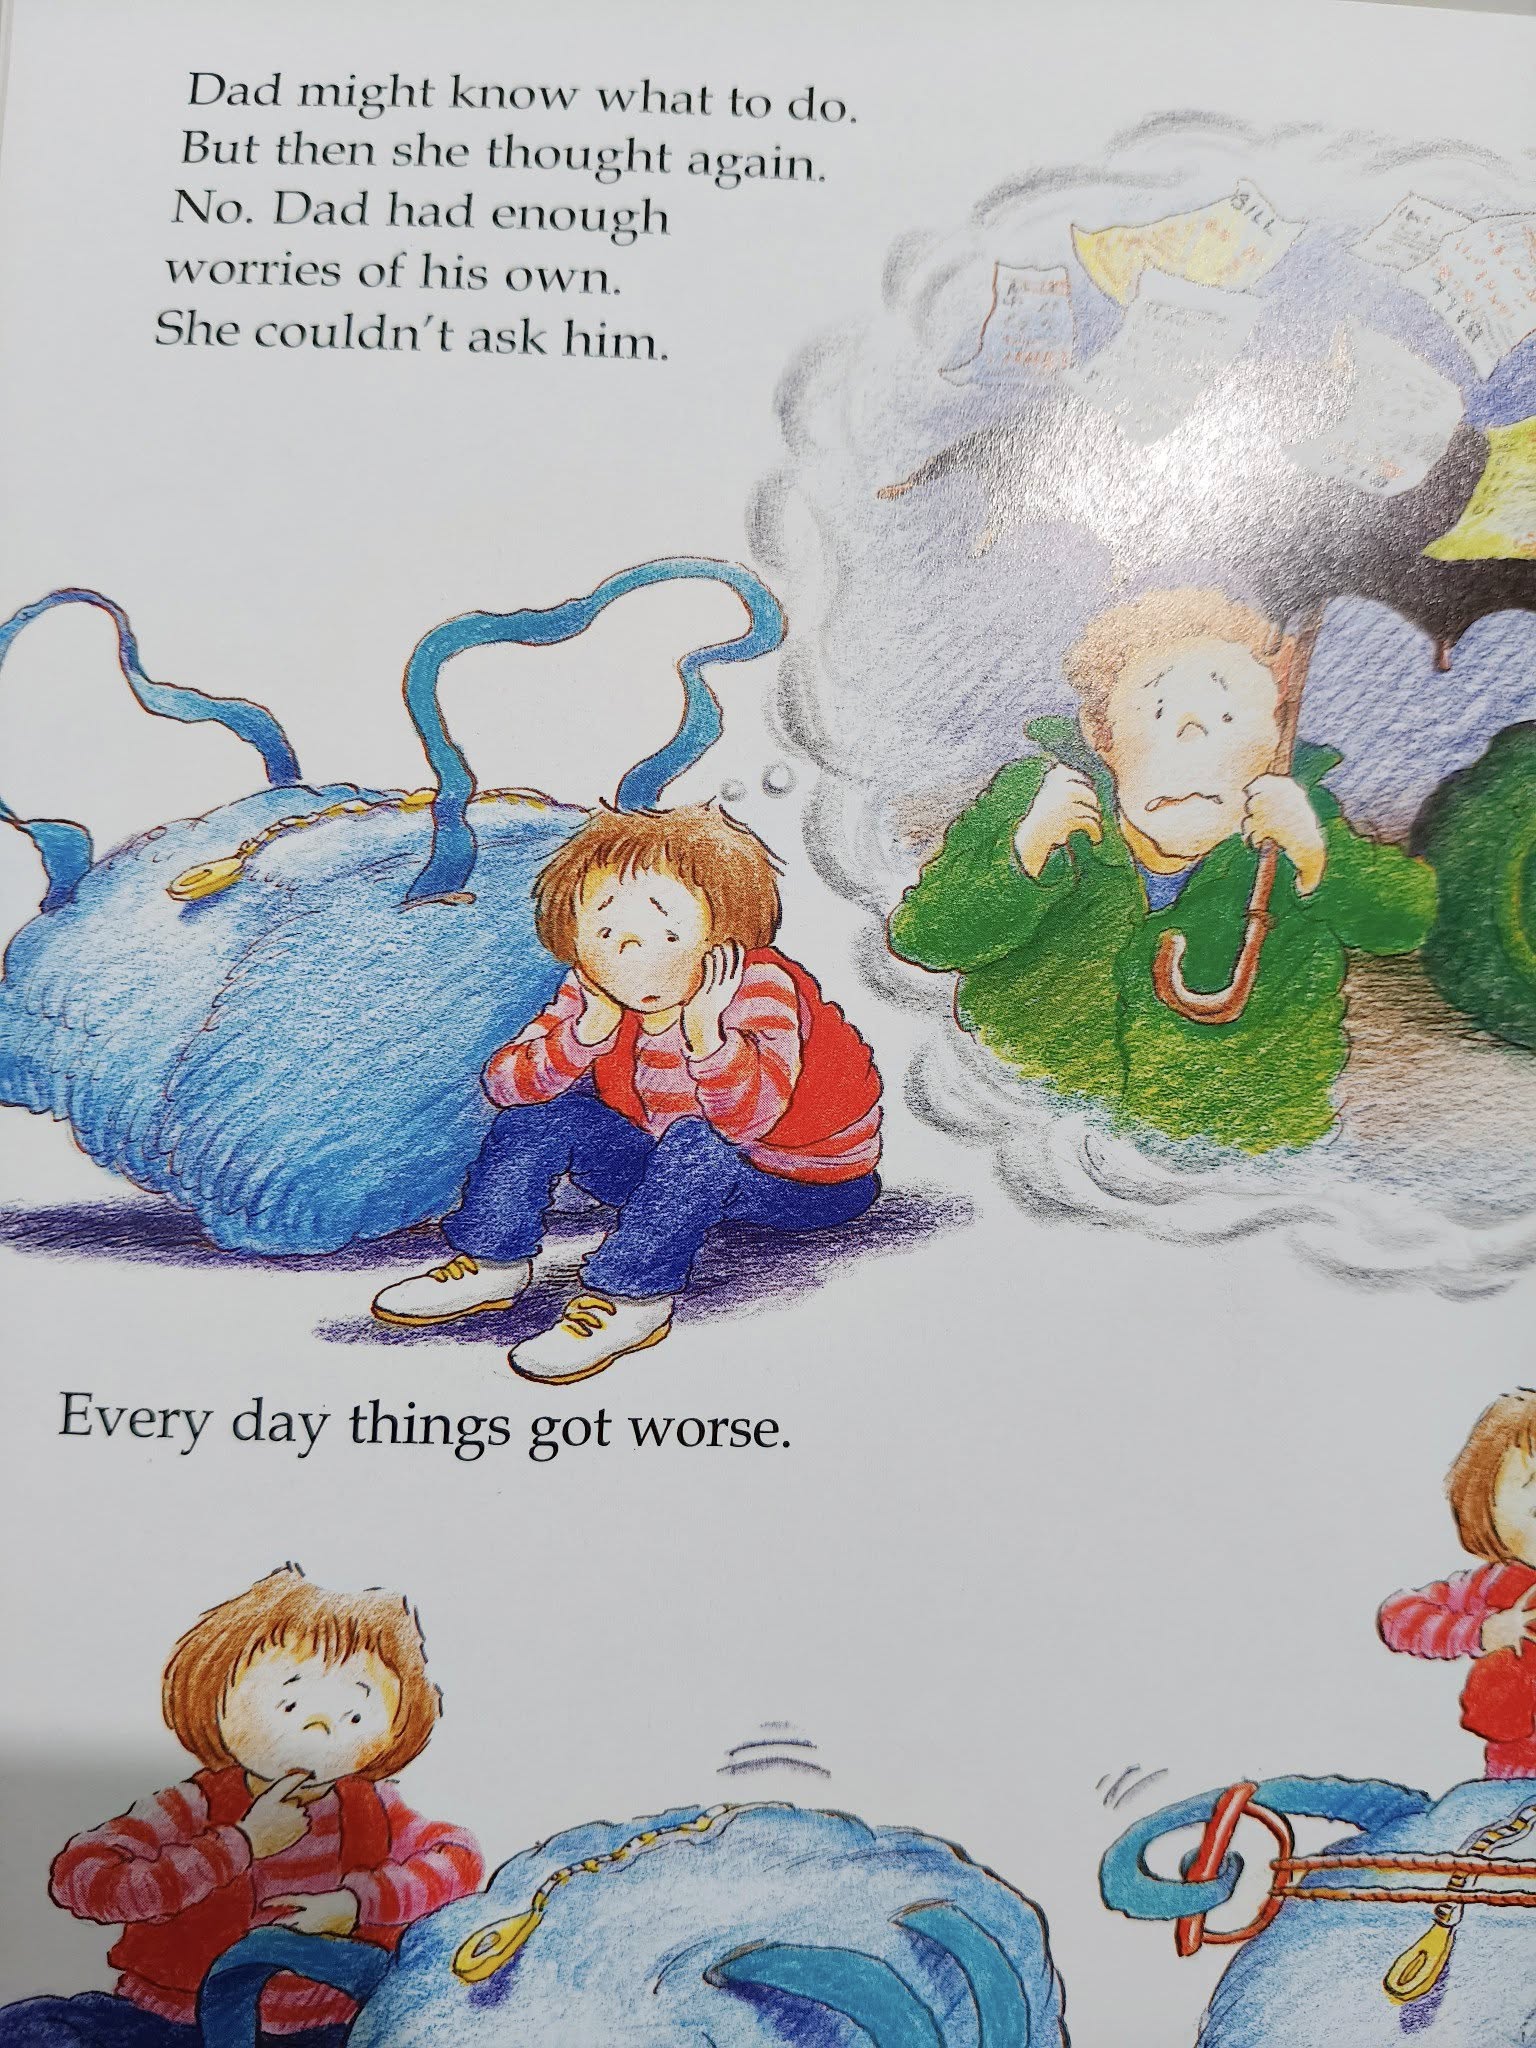 Dad might know what to do.
But then she thought again.
No. Dad had enough
worries of his own.
She couldn't ask him.
BILL
Every day things got worse.